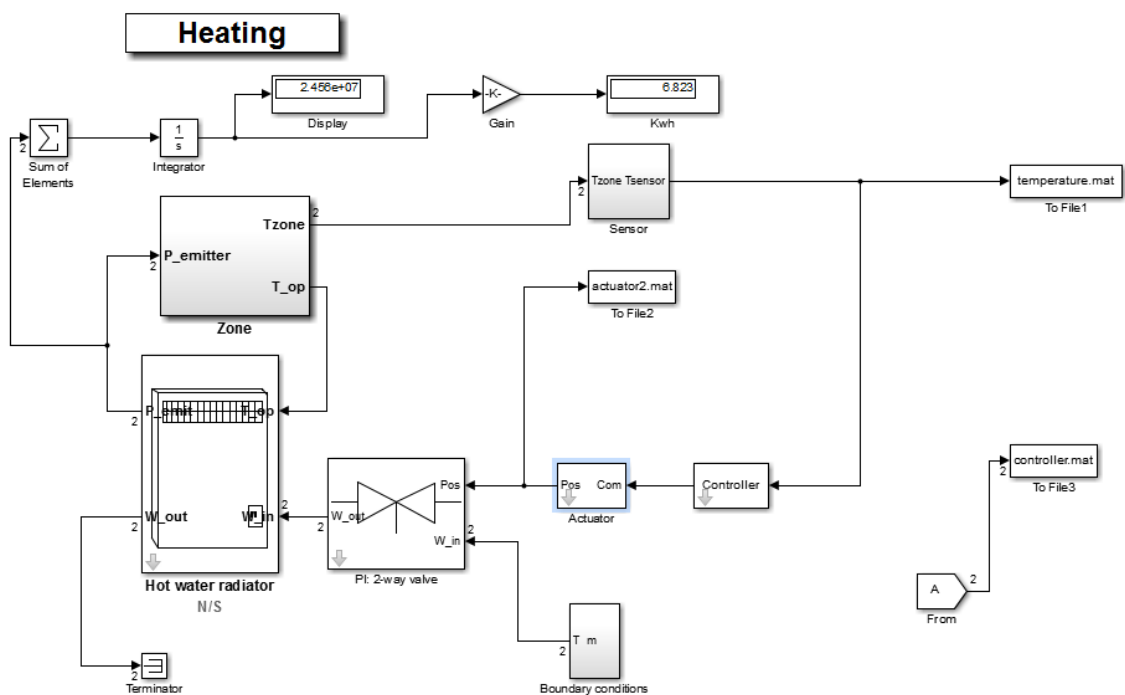 Heating
2.456e+07
Display
-K-
Gain
6.823
Kwh
2
Sum of
Elements
1
s
Integrator
Tzone Tsensor
2
Sensor
temperature.mat
To File1
Tzone
2
P_emitter
2
T_op
Zone
actuator2.mat
To File2
P_emit
2
T_op
W_out
2
W_in
2
Hot water radiator
N/S
Pos
W_out
2
W_in
2
PI: 2-way valve
Pos Com
Actuator
Controller
controller.mat
2
To File3
A
2
From
T m
2
Boundary conditions
2
Terminator